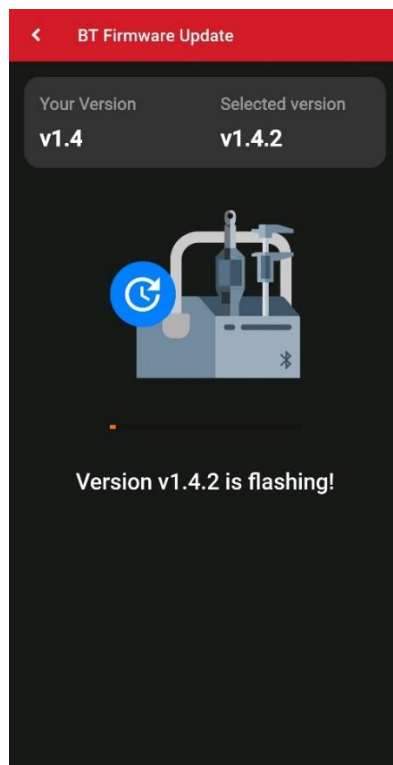 BT Firmware Update
Your Version
Selected version
v1.4
v1.4.2
Version v1.4.2 is flashing!